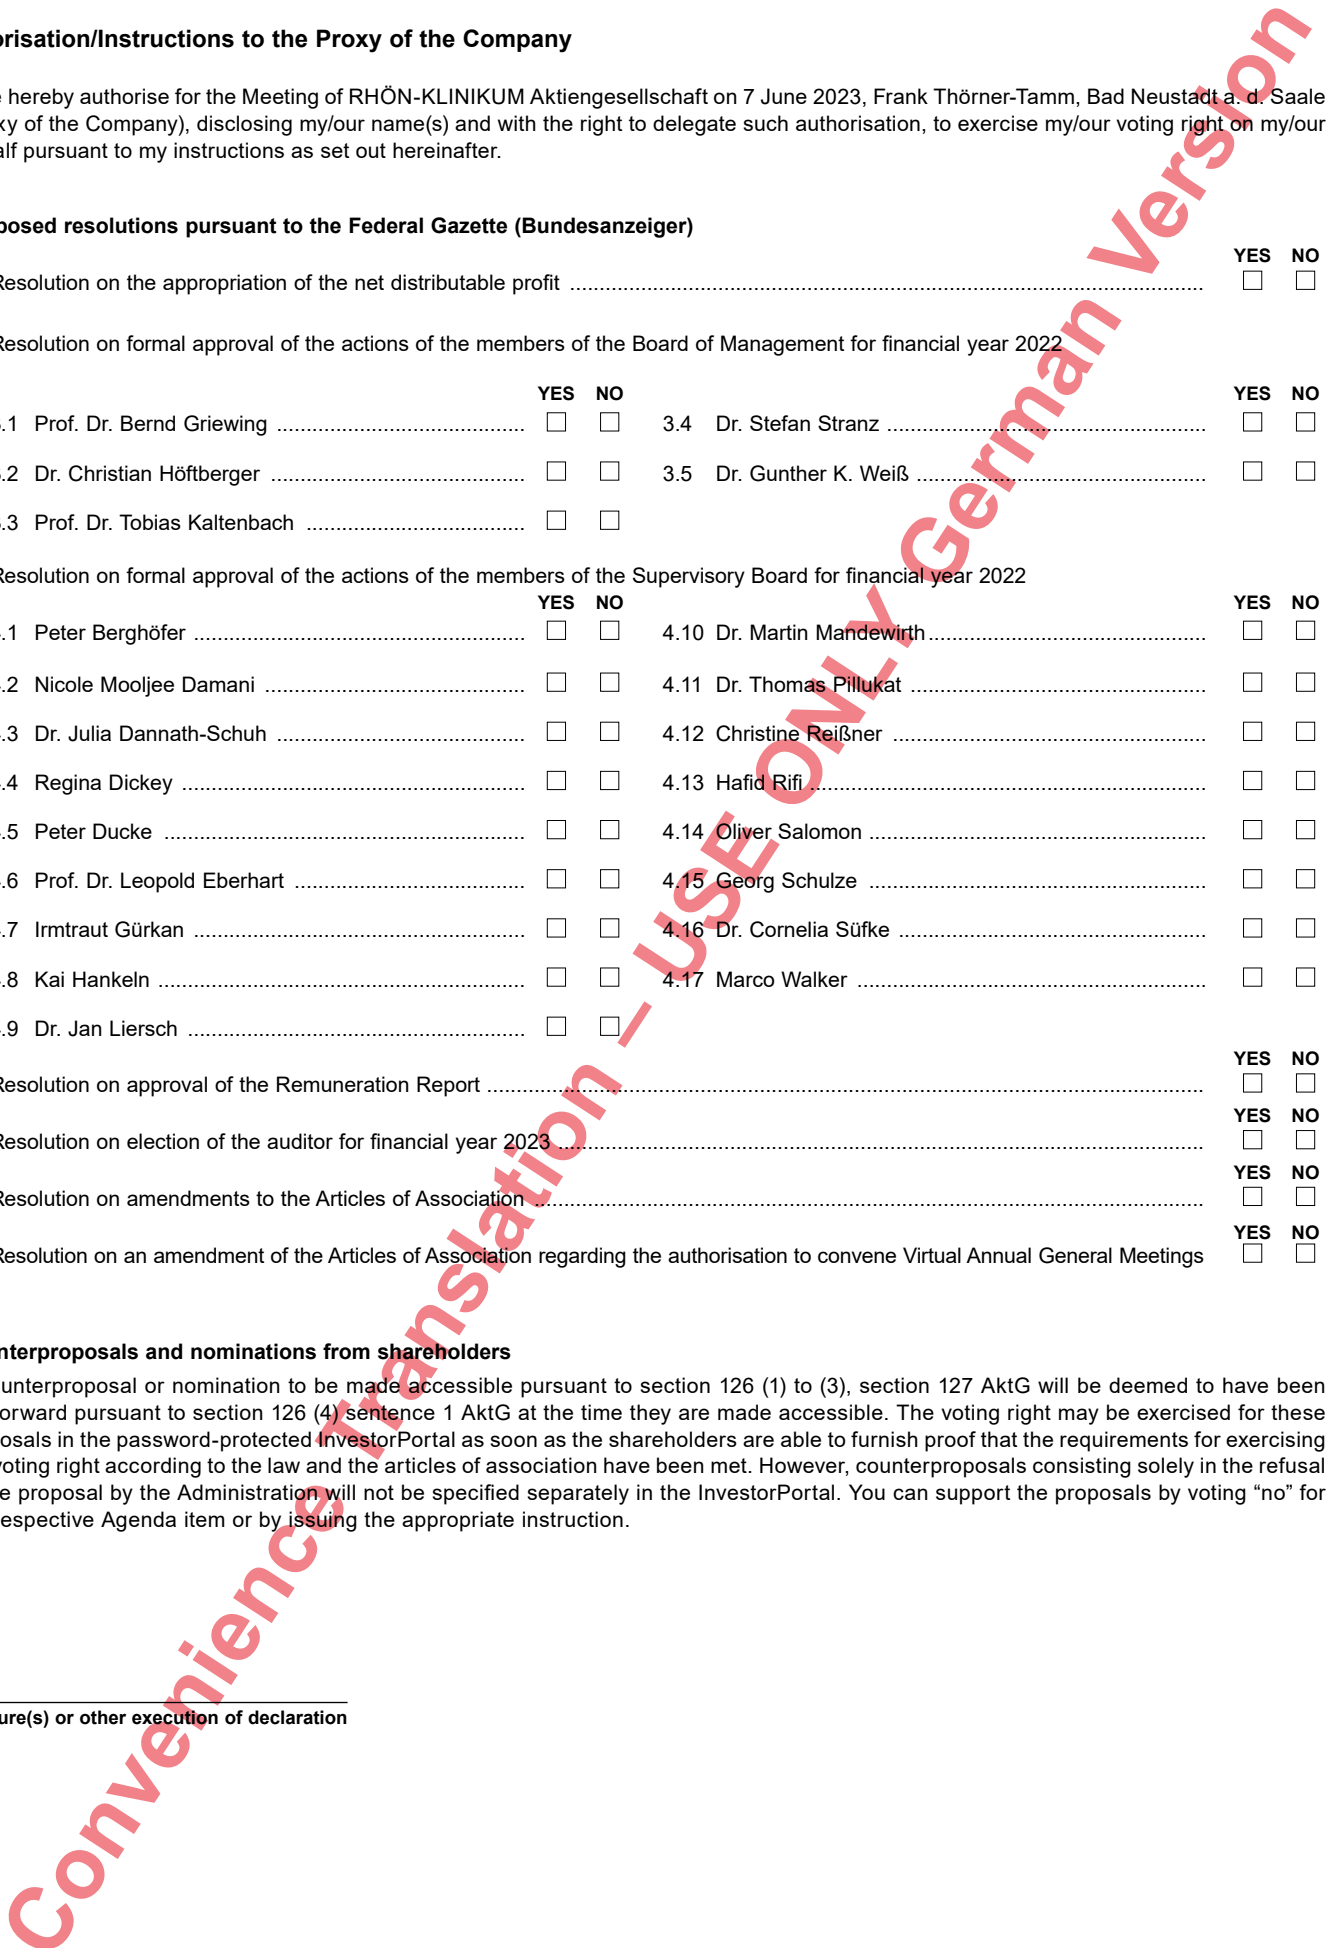 orisation/Instructions to the Proxy of the Company
hereby authorise for the Meeting of RHÖN-KLINIKUM Aktiengesellschaft on 7 June 2023, Frank Thörner-Tamm, Bad Neustadt a. d. Saale
xy of the Company), disclosing my/our name(s) and with the right to delegate such authorisation, to exercise my/our voting right on my/our
alf pursuant to my instructions as set out hereinafter.
posed resolutions pursuant to the Federal Gazette (Bundesanzeiger)
YES NO
Resolution on the appropriation of the net distributable profit
Resolution on formal approval of the actions of the members of the Board of Management for financial year 2022
YES NO YES NO
.1 Prof. Dr. Bernd Griewing 3.4 Dr. Stefan Stranz
.2 Dr. Christian Höftberger 3.5 Dr. Gunther K. Weiß
.3 Prof. Dr. Tobias Kaltenbach
Resolution on formal approval of the actions of the members of the Supervisory Board for financial year 2022
YES NO YES NO
.1 Peter Berghöfer 4.10 Dr. Martin Mandewirth
.2 Nicole Mooljee Damani 4.11 Dr. Thomas Pillukat
.3 Dr. Julia Dannath-Schuh 4.12 Christine Reißner
.4 Regina Dickey 4.13 Hafid Rifi
.5 Peter Ducke 4.14 Oliver Salomon
.6 Prof. Dr. Leopold Eberhart 4.15 Georg Schulze
.7 Irmtraut Gürkan 4.16 Dr. Cornelia Süfke
.8 Kai Hankeln 4.17 Marco Walker
.9 Dr. Jan Liersch
YES NO
Resolution on approval of the Remuneration Report
YES NO
Resolution on election of the auditor for financial year 2023
YES NO
Resolution on amendments to the Articles of Association
YES NO
Resolution on an amendment of the Articles of Association regarding the authorisation to convene Virtual Annual General Meetings
nterproposals and nominations from shareholders
unterproposal or nomination to be made accessible pursuant to section 126 (1) to (3), section 127 AktG will be deemed to have been
forward pursuant to section 126 (4) sentence 1 AktG at the time they are made accessible. The voting right may be exercised for these
osals in the password-protected InvestorPortal as soon as the shareholders are able to furnish proof that the requirements for exercising
voting right according to the law and the articles of association have been met. However, counterproposals consisting solely in the refusal
e proposal by the Administration will not be specified separately in the InvestorPortal. You can support the proposals by voting “no” for
respective Agenda item or by issuing the appropriate instruction.
ure(s) or other execution of declaration
Convenience Translation – USE ONLY German Version